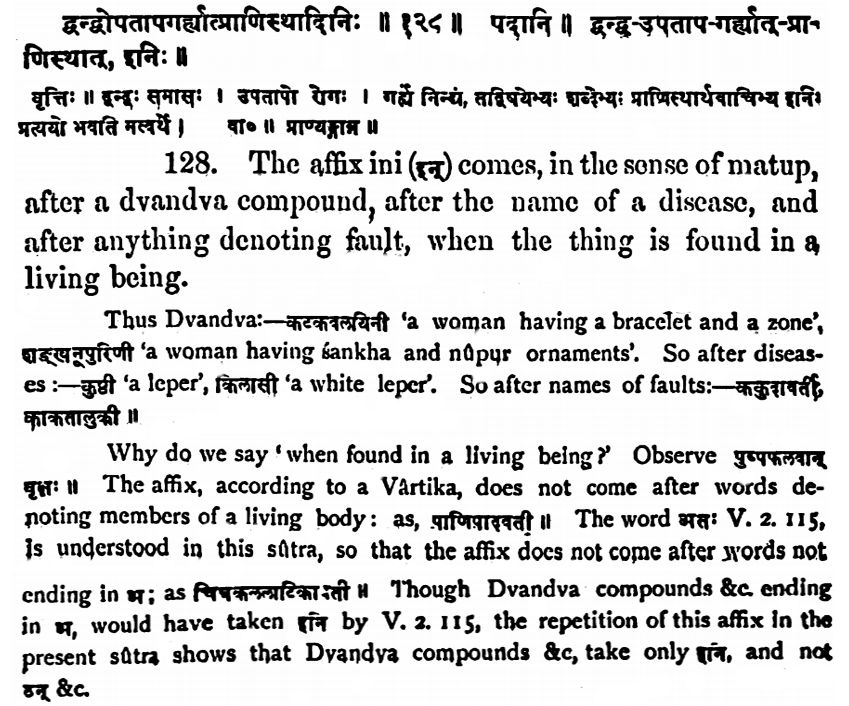 द्वन्द्वोपतापगर्ह्यात्प्राणिस्थादिनिः ॥ १२८ ॥ पदानि ॥ द्वन्द्व-उपताप-गर्ह्यात्-प्रा-
णिस्थात्, इनिः ॥
वृत्तिः ॥ द्वन्द्वः समासः । उपतापो रोगः । गर्ह्यं निन्द्यं, तद्विषयेभ्यः शब्देभ्यः प्राणिस्थार्थवाचिभ्य इनिः
प्रत्ययो भवति मत्वर्थे । वा० ॥ प्राण्यङ्गान्न ॥
128. The affix ini (इन्) comes, in the sense of matup,
after a dvandva compound, after the name of a disease, and
after anything denoting fault, when the thing is found in a
living being.
Thus Dvandva:—कटकवलयिनी 'a woman having a bracelet and a zone',
शङ्खनूपुरिणी 'a woman having śankha and nûpur ornaments'. So after diseas-
es :—कुष्ठी 'a leper', किलासी 'a white leper'. So after names of faults:—ककुदावर्ती,
काकतालुकी ॥
Why do we say 'when found in a living being?' Observe पुष्पफलवान्
वृक्षः ॥ The affix, according to a Vârtika, does not come after words de-
noting members of a living body: as, पाणिपादवती ॥ The word अतः V. 2. 115,
is understood in this sûtra, so that the affix does not come after words not
ending in अ; as चित्रकललाटिकावती ॥ Though Dvandva compounds &c. ending
in अ, would have taken इनि by V. 2. 115, the repetition of this affix in the
present sûtra shows that Dvandva compounds &c, take only इनि, and not
ठन् &c.